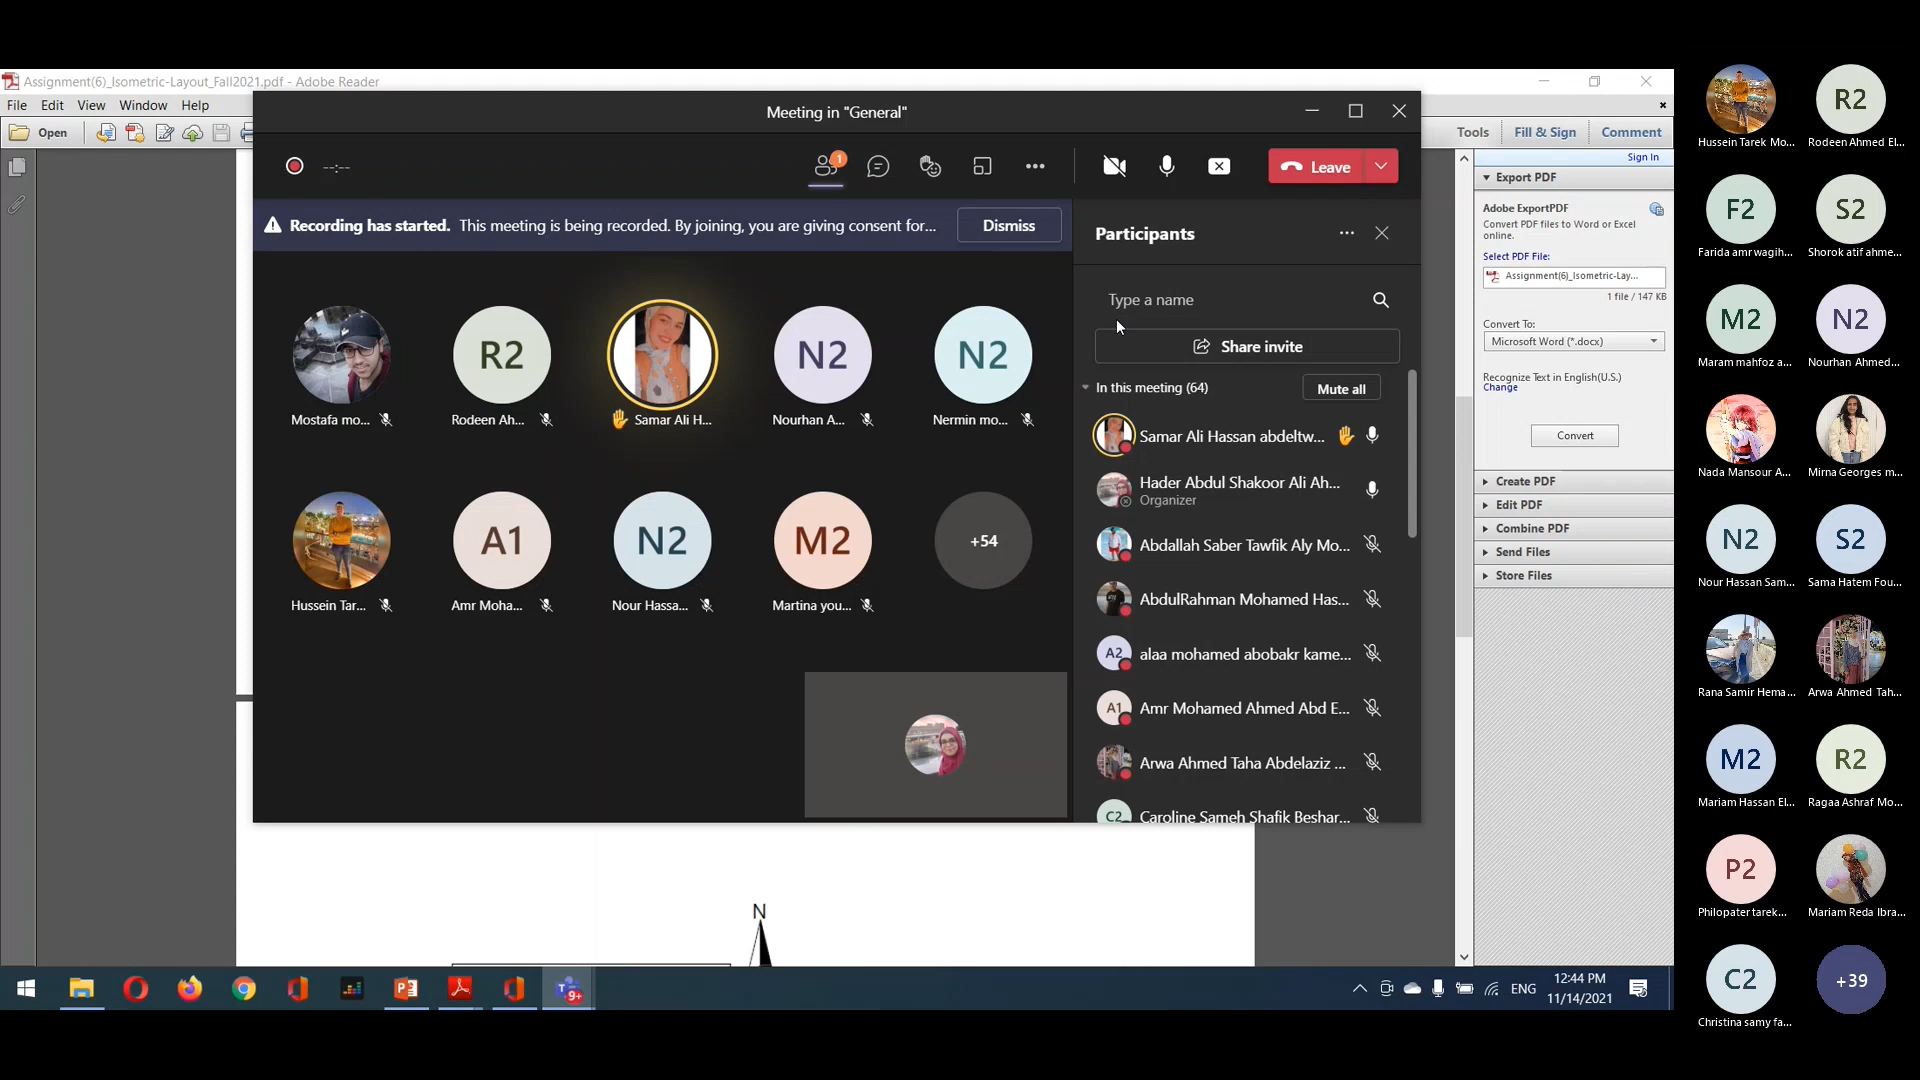 Assignment(6)_Isometric-Layout_Fall2021.pdf - Adobe Reader
File Edit View Window Help
Open
Tools Fill & Sign Comment
Meeting in "General"
--:--
1
Leave
Recording has started. This meeting is being recorded. By joining, you are giving consent for...
Dismiss
Mostafa mo...
R2
Rodeen Ah...
Samar Ali H...
N2
Nourhan A...
N2
Nermin mo...
Hussein Tar...
A1
Amr Moha...
N2
Nour Hassa...
M2
Martina you...
+54
Participants
Type a name
Share invite
In this meeting (64)
Mute all
Samar Ali Hassan abdeltw...
Hader Abdul Shakoor Ali Ah...
Organizer
Abdallah Saber Tawfik Aly Mo...
AbdulRahman Mohamed Has...
A2
alaa mohamed abobakr kame...
A1
Amr Mohamed Ahmed Abd E...
Arwa Ahmed Taha Abdelaziz ...
C2
Caroline Sameh Shafik Beshar...
Sign In
Export PDF
Adobe ExportPDF
Convert PDF files to Word or Excel
online.
Select PDF File:
Assignment(6)_Isometric-Lay...
1 file / 147 KB
Convert To:
Microsoft Word (*.docx)
Recognize Text in English(U.S.)
Change
Convert
Create PDF
Edit PDF
Combine PDF
Send Files
Store Files
N
9+
ENG
12:44 PM
11/14/2021
Hussein Tarek Mo...
R2
Rodeen Ahmed El...
F2
Farida amr wagih...
S2
Shorok atif ahme...
M2
Maram mahfoz a...
N2
Nourhan Ahmed...
Nada Mansour A...
Mirna Georges m...
N2
Nour Hassan Sam...
S2
Sama Hatem Fou...
Rana Samir Hema...
Arwa Ahmed Tah...
M2
Mariam Hassan El...
R2
Ragaa Ashraf Mo...
P2
Philopater tarek...
Mariam Reda Ibra...
C2
Christina samy fa...
+39